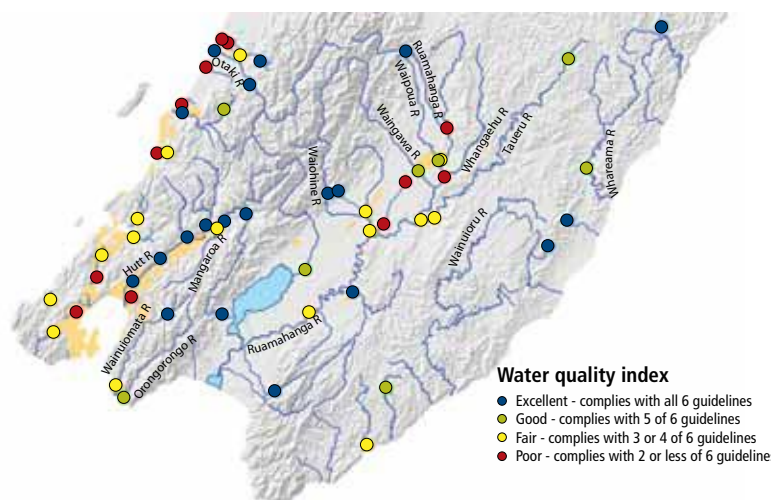 Otaki R
Waipoua R
Ruamahanga R
Waingawa R
Whangaehu R
Taueru R
Whareama R
Waiohine R
Wainuioru R
Hutt R
Mangaroa R
Ruamahanga R
Wainuiomata R
Orongorongo R
Water quality index
Excellent - complies with all 6 guidelines
Good - complies with 5 of 6 guidelines
Fair - complies with 3 or 4 of 6 guidelines
Poor - complies with 2 or less of 6 guideline